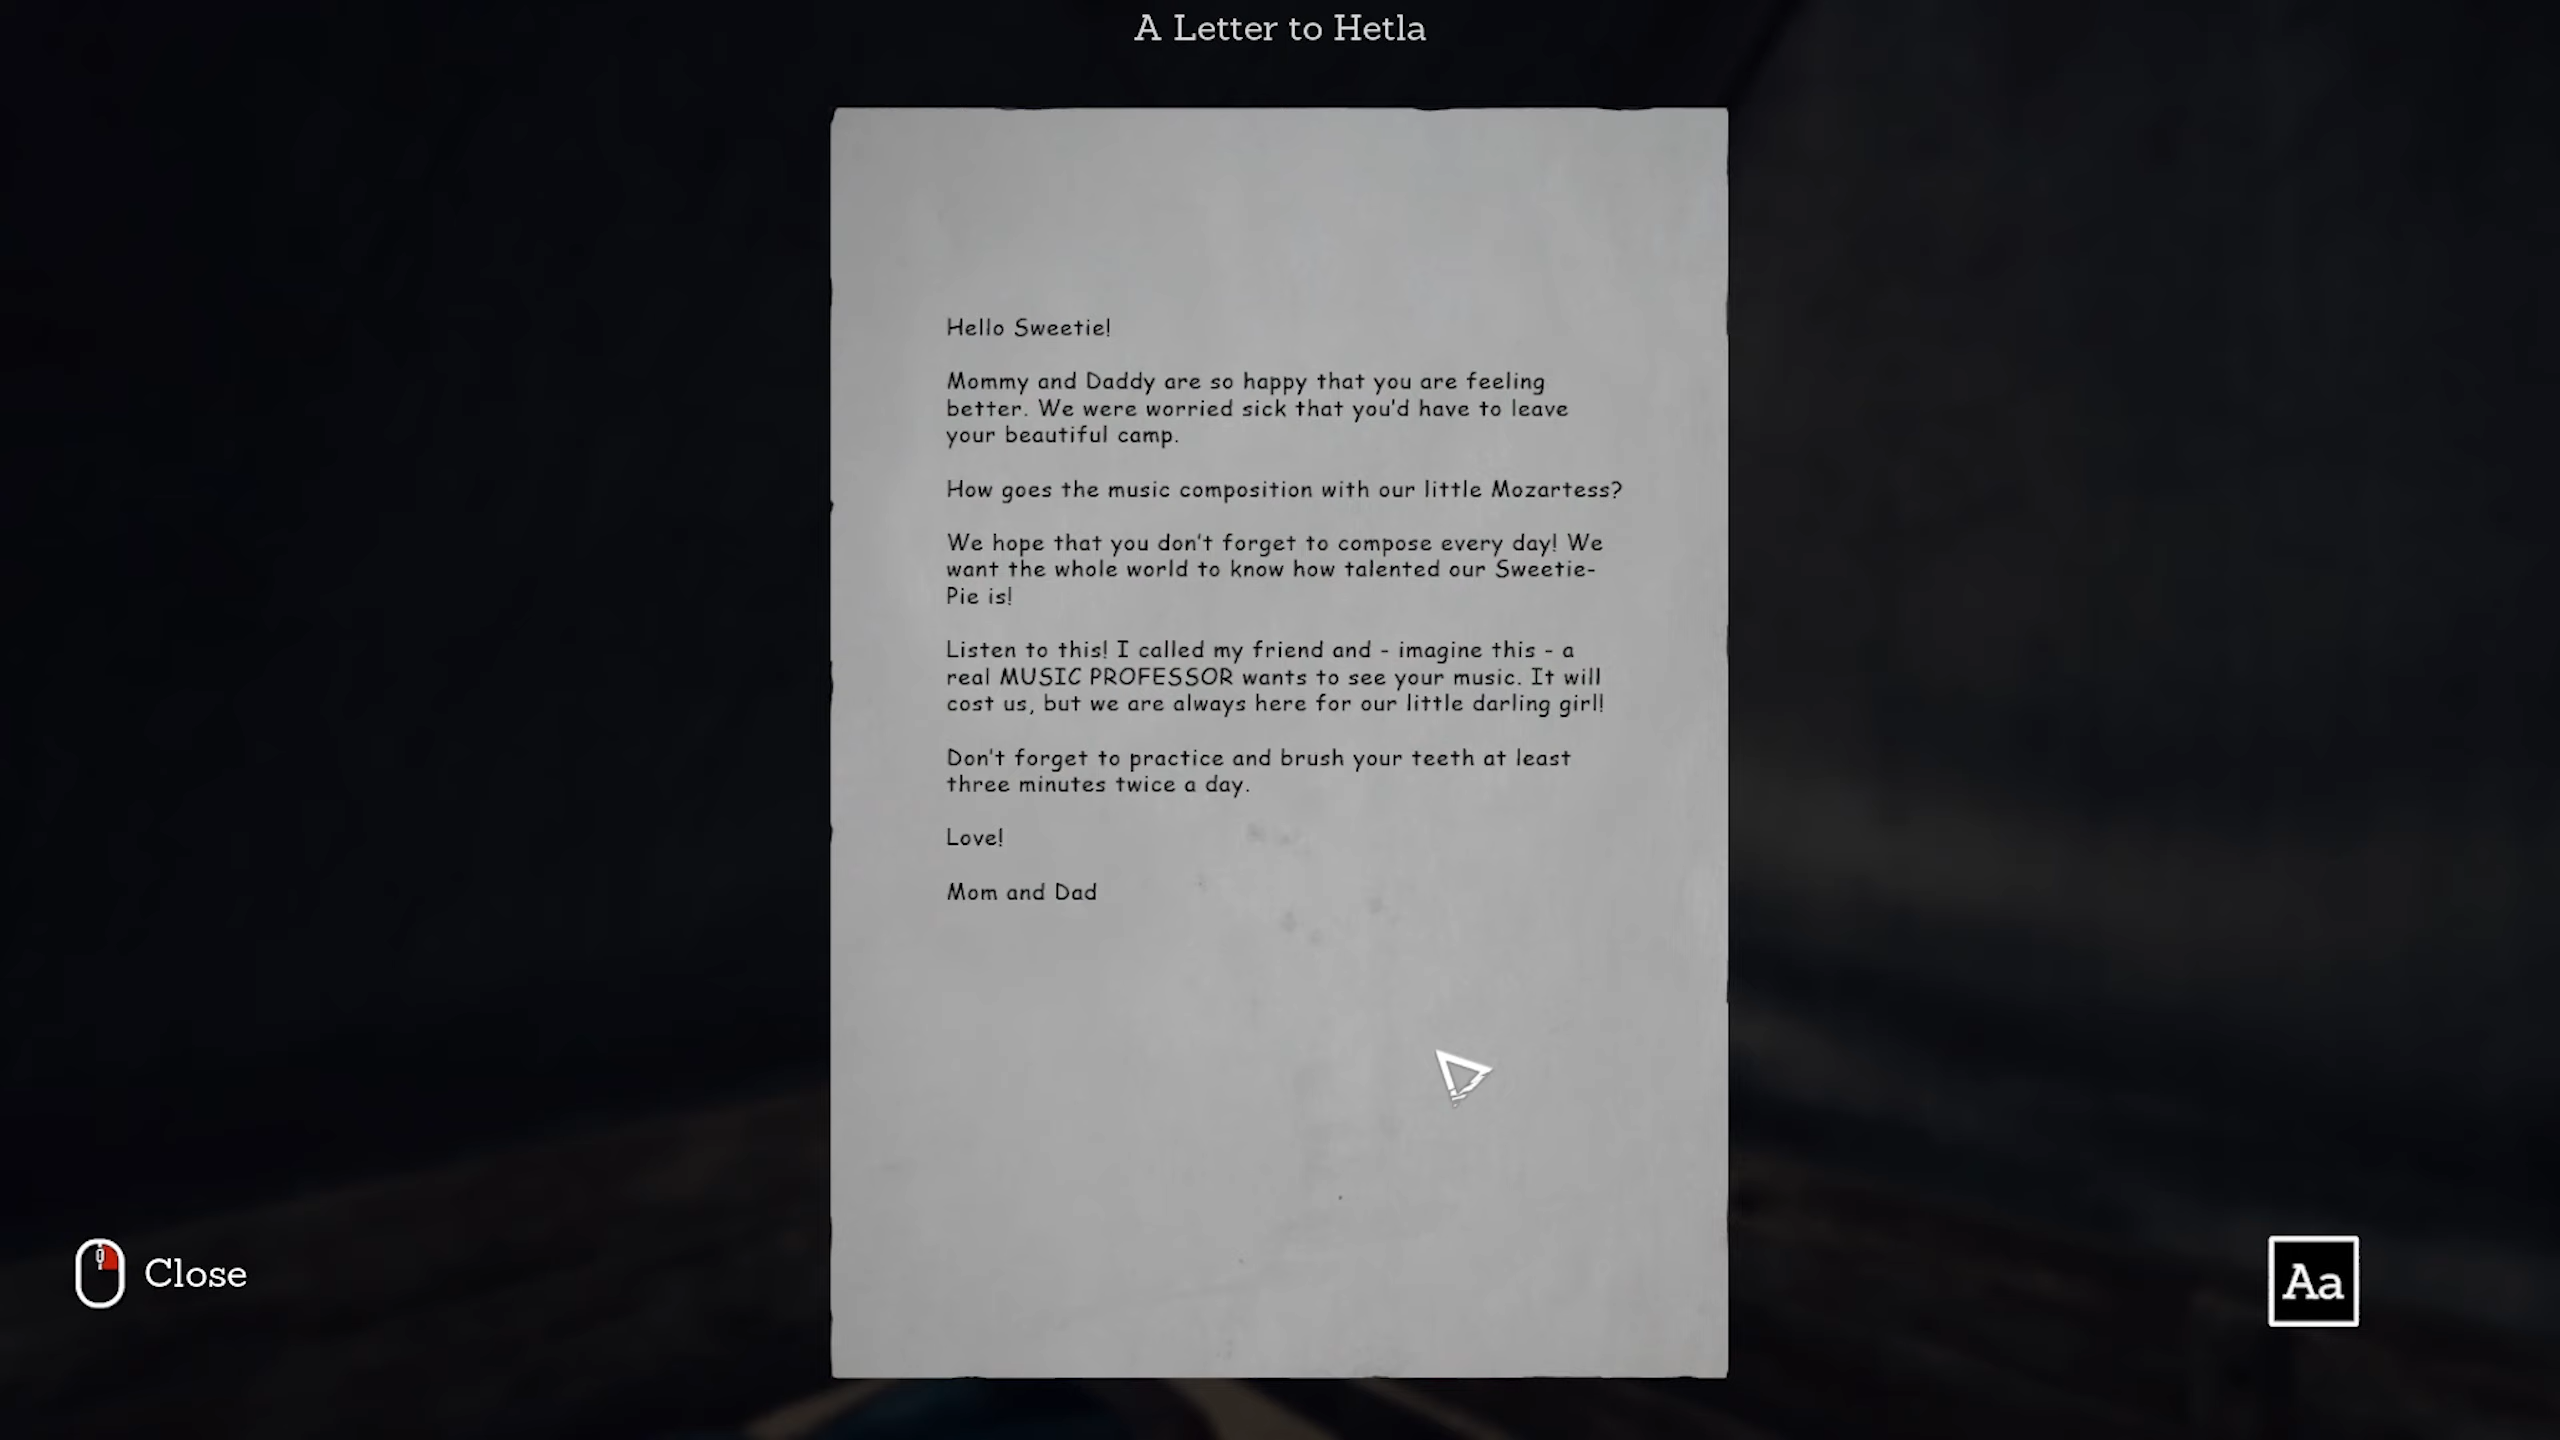 A Letter to Hetla
Hello Sweetie!
Mommy and Daddy are so happy that you are feeling
better. We were worried sick that you'd have to leave
your beautiful camp.
How goes the music composition with our little Mozartess?
We hope that you don't forget to compose every day! We
want the whole world to know how talented our Sweetie-
Pie is!
Listen to this! I called my friend and - imagine this - a
real MUSIC PROFESSOR wants to see your music. It will
cost us, but we are always here for our little darling girl!
Don't forget to practice and brush your teeth at least
three minutes twice a day.
Love!
Mom and Dad
Close
Aa